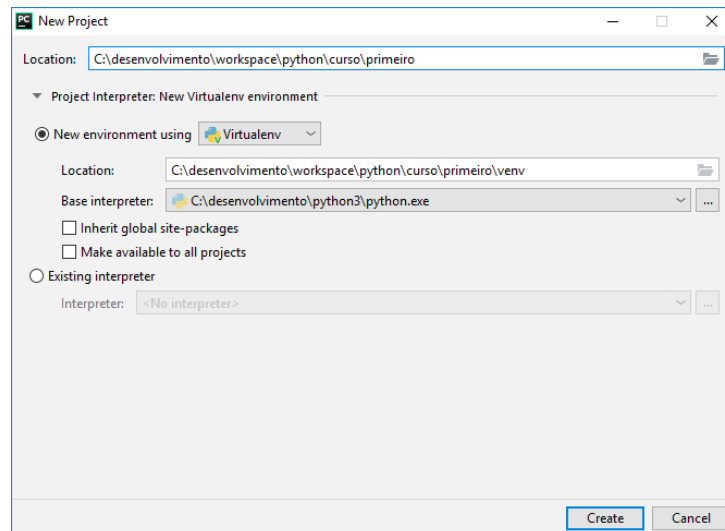 PC New Project
Location: C:\desenvolvimento\workspace\python\curso\primeiro
Project Interpreter: New Virtualenv environment
New environment using Virtualenv
Location: C:\desenvolvimento\workspace\python\curso\primeiro\venv
Base interpreter: C:\desenvolvimento\python3\python.exe ...
Inherit global site-packages
Make available to all projects
Existing interpreter
Interpreter: <No interpreter> ...
Create Cancel